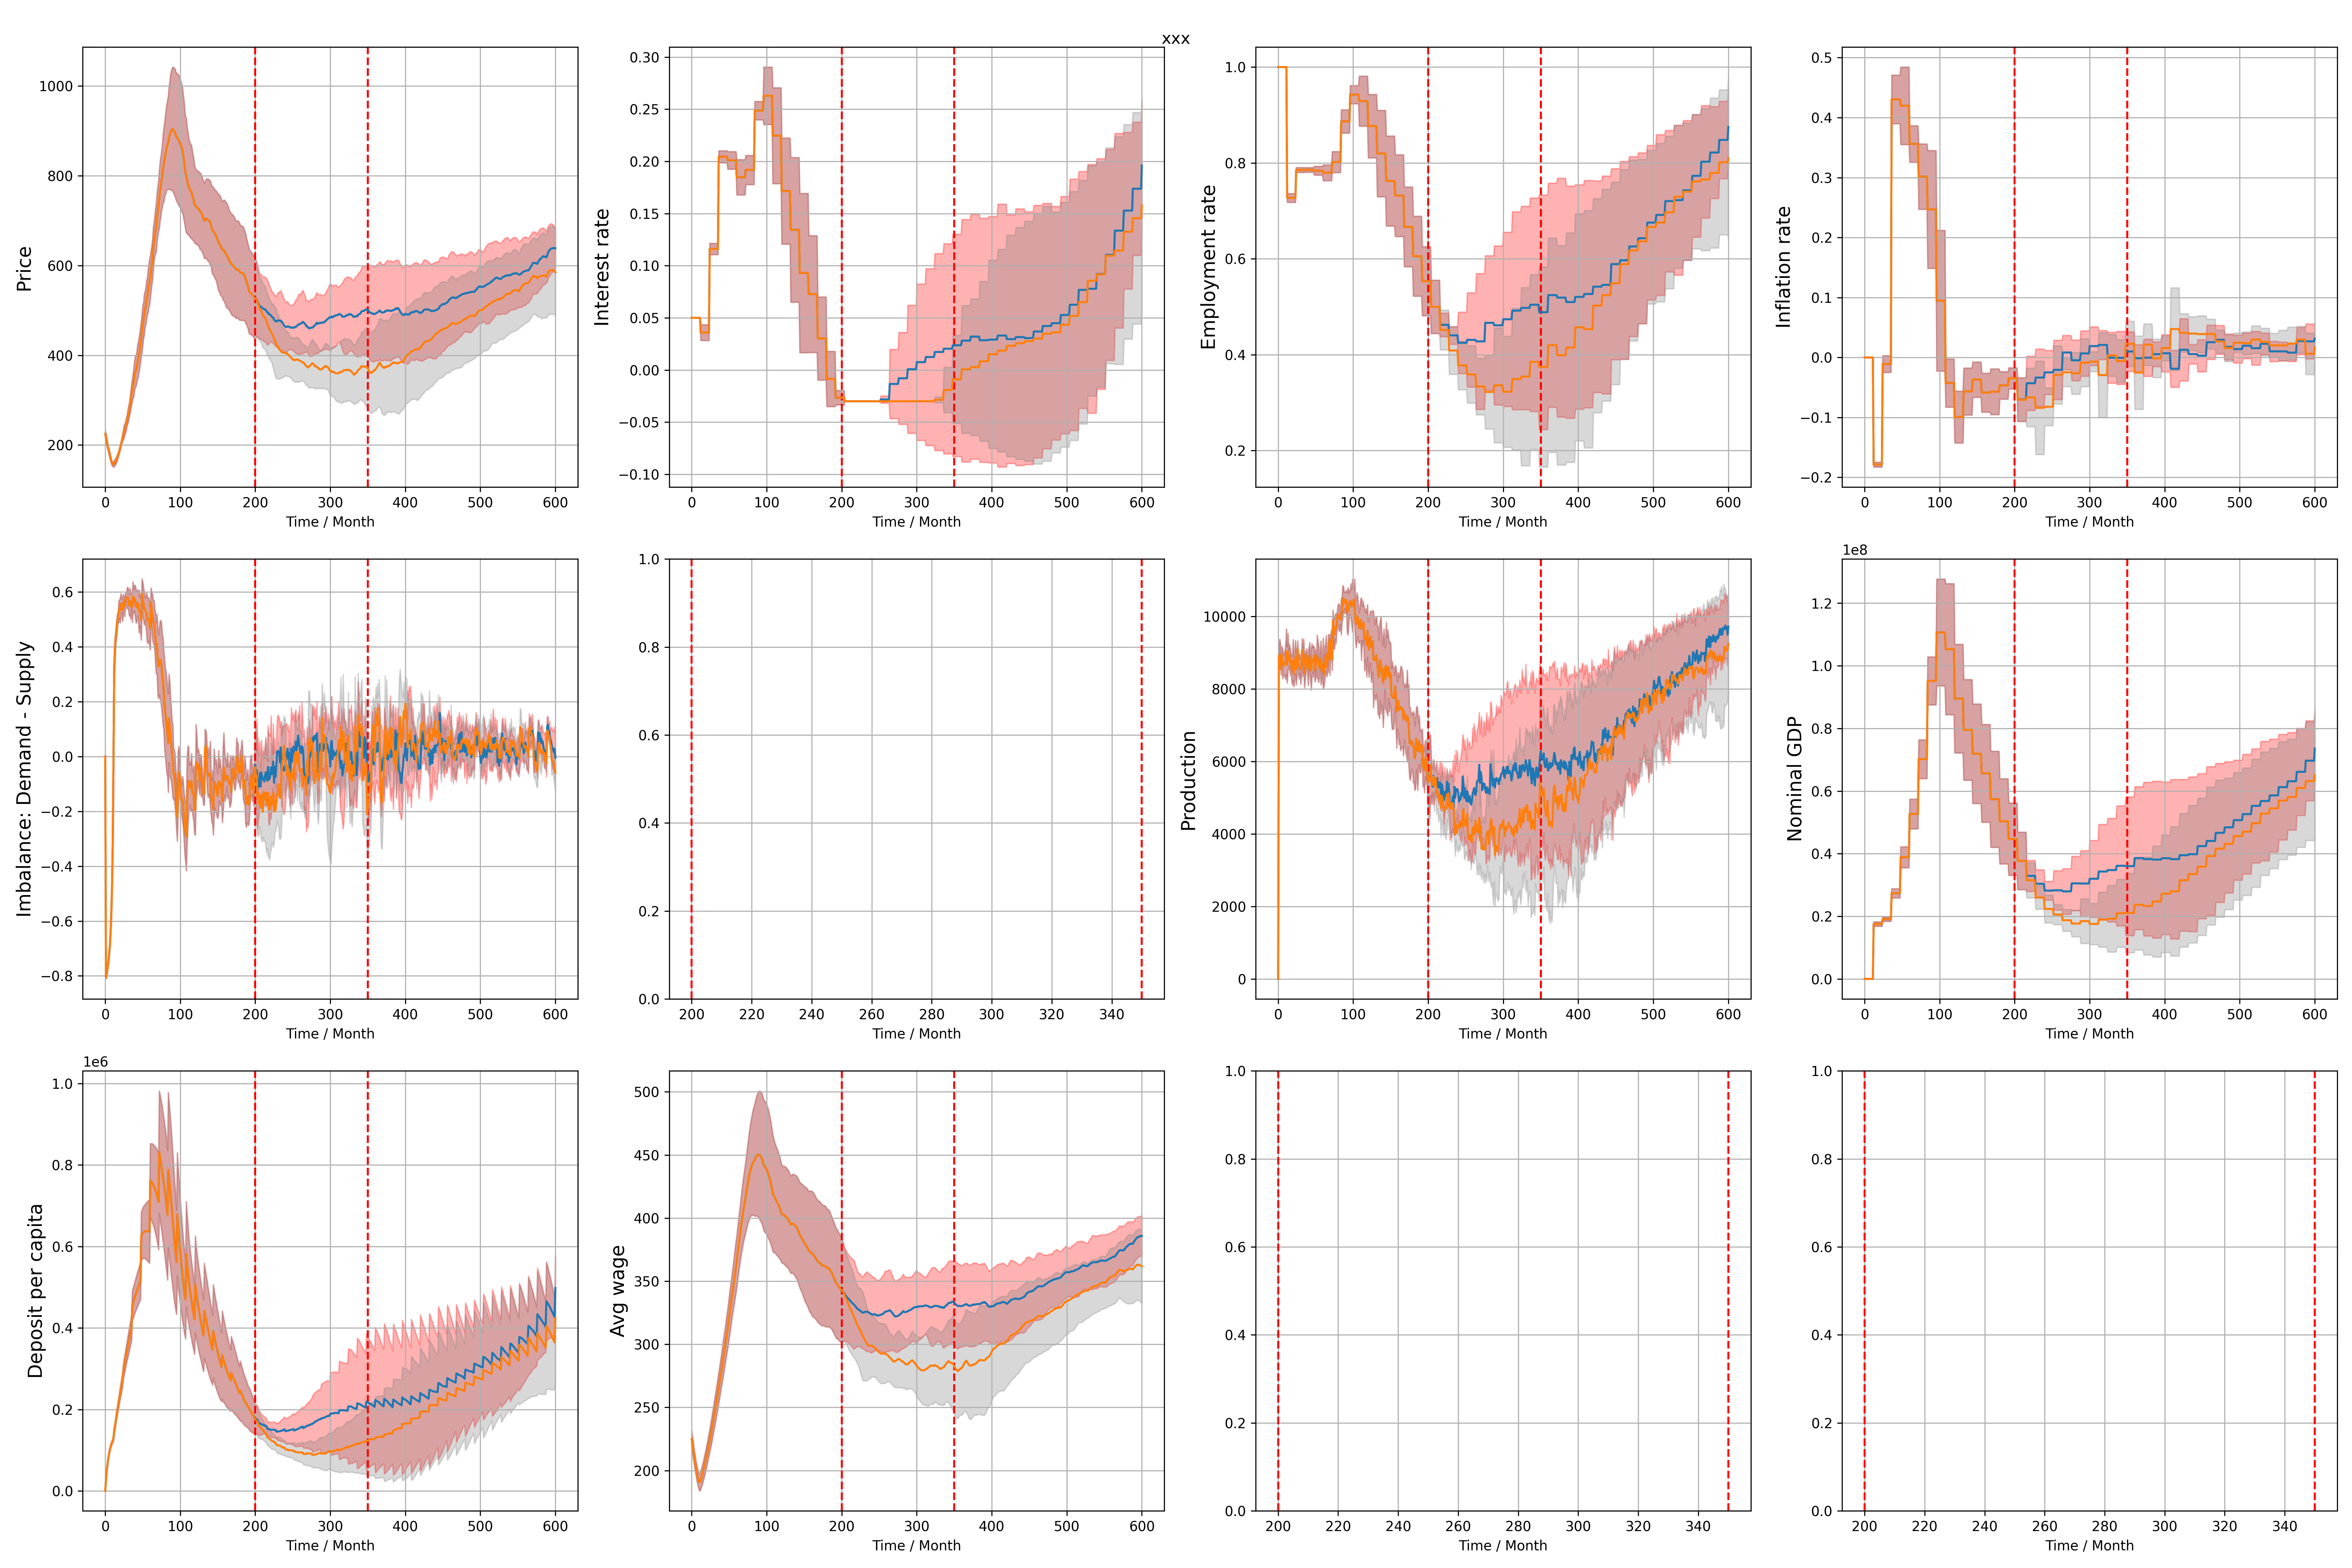 xxx
Price
1000
800
600
400
200
0 100 200 300 400 500 600
Time / Month
Interest rate
0.30
0.25
0.20
0.15
0.10
0.05
0.00
−0.05
−0.10
0 100 200 300 400 500 600
Time / Month
Employment rate
1.0
0.8
0.6
0.4
0.2
0 100 200 300 400 500 600
Time / Month
Inflation rate
0.5
0.4
0.3
0.2
0.1
0.0
−0.1
−0.2
0 100 200 300 400 500 600
Time / Month
Imbalance: Demand - Supply
0.6
0.4
0.2
0.0
−0.2
−0.4
−0.6
−0.8
0 100 200 300 400 500 600
Time / Month
1.0
0.8
0.6
0.4
0.2
0.0
200 220 240 260 280 300 320 340
Time / Month
Production
10000
8000
6000
4000
2000
0
0 100 200 300 400 500 600
Time / Month
1e8
Nominal GDP
1.2
1.0
0.8
0.6
0.4
0.2
0.0
0 100 200 300 400 500 600
Time / Month
1e6
Deposit per capita
1.0
0.8
0.6
0.4
0.2
0.0
0 100 200 300 400 500 600
Time / Month
Avg wage
500
450
400
350
300
250
200
0 100 200 300 400 500 600
Time / Month
1.0
0.8
0.6
0.4
0.2
0.0
200 220 240 260 280 300 320 340
Time / Month
1.0
0.8
0.6
0.4
0.2
0.0
200 220 240 260 280 300 320 340
Time / Month